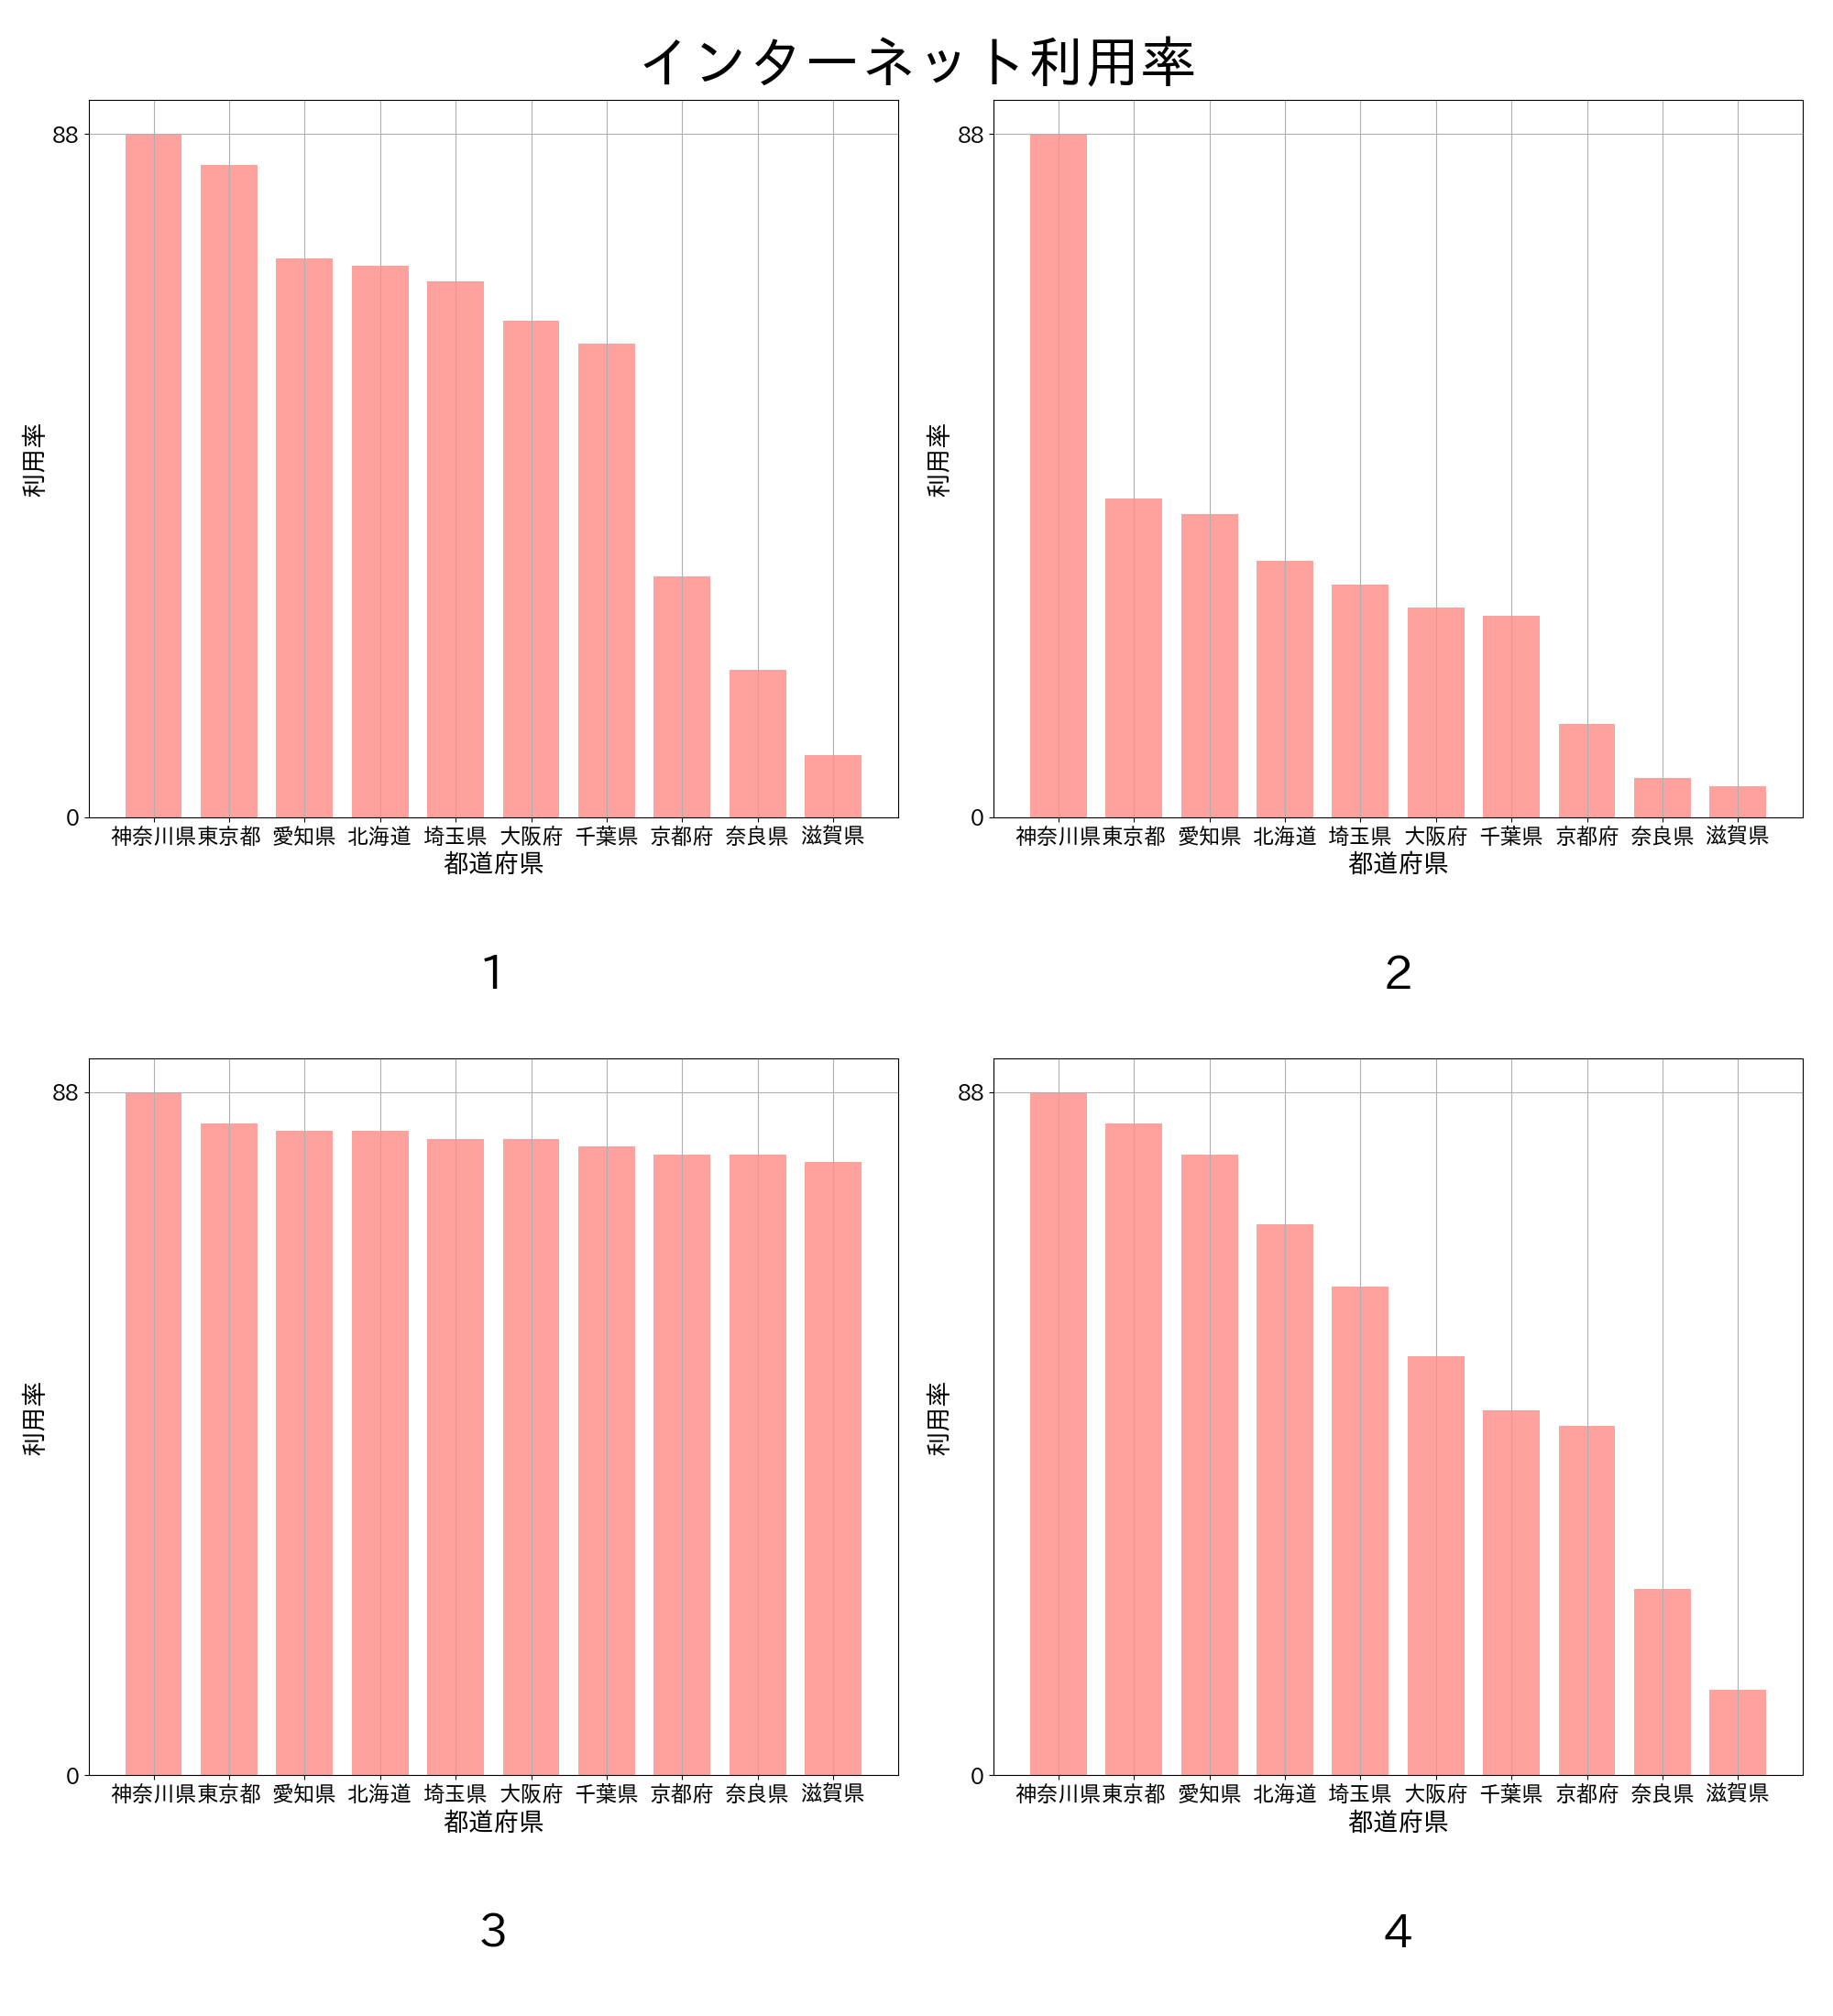 インターネット利用率
88
0
利用率
神奈川県 東京都 愛知県 北海道 埼玉県 大阪府 千葉県 京都府 奈良県 滋賀県
都道府県
1
88
0
利用率
神奈川県 東京都 愛知県 北海道 埼玉県 大阪府 千葉県 京都府 奈良県 滋賀県
都道府県
2
88
0
利用率
神奈川県 東京都 愛知県 北海道 埼玉県 大阪府 千葉県 京都府 奈良県 滋賀県
都道府県
3
88
0
利用率
神奈川県 東京都 愛知県 北海道 埼玉県 大阪府 千葉県 京都府 奈良県 滋賀県
都道府県
4